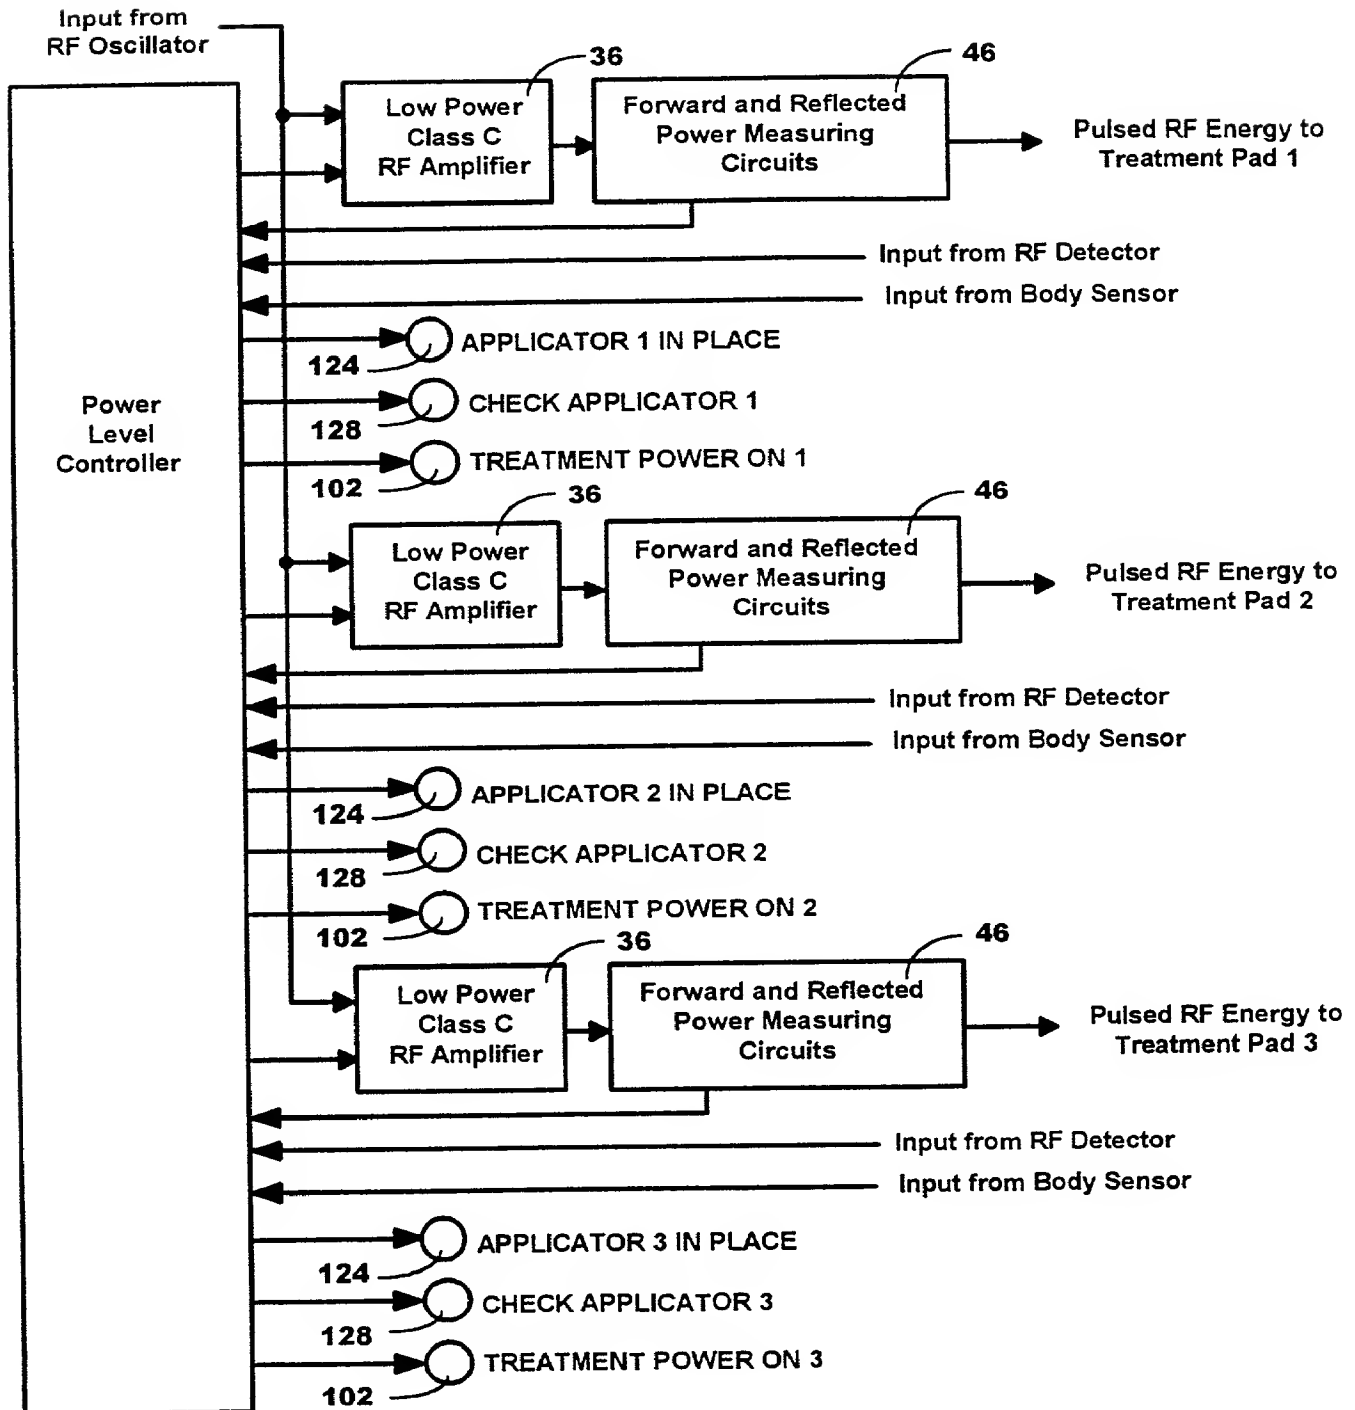 Input from
RF Oscillator
36
46
Low Power
Class C
RF Amplifier
Forward and Reflected
Power Measuring
Circuits
Pulsed RF Energy to
Treatment Pad 1
Input from RF Detector
Input from Body Sensor
APPLICATOR 1 IN PLACE
124
Power
Level
Controller
CHECK APPLICATOR 1
128
TREATMENT POWER ON 1
102
36
46
Low Power
Class C
RF Amplifier
Forward and Reflected
Power Measuring
Circuits
Pulsed RF Energy to
Treatment Pad 2
Input from RF Detector
Input from Body Sensor
APPLICATOR 2 IN PLACE
124
CHECK APPLICATOR 2
128
TREATMENT POWER ON 2
102
36
46
Low Power
Class C
RF Amplifier
Forward and Reflected
Power Measuring
Circuits
Pulsed RF Energy to
Treatment Pad 3
Input from RF Detector
Input from Body Sensor
APPLICATOR 3 IN PLACE
124
CHECK APPLICATOR 3
128
TREATMENT POWER ON 3
102